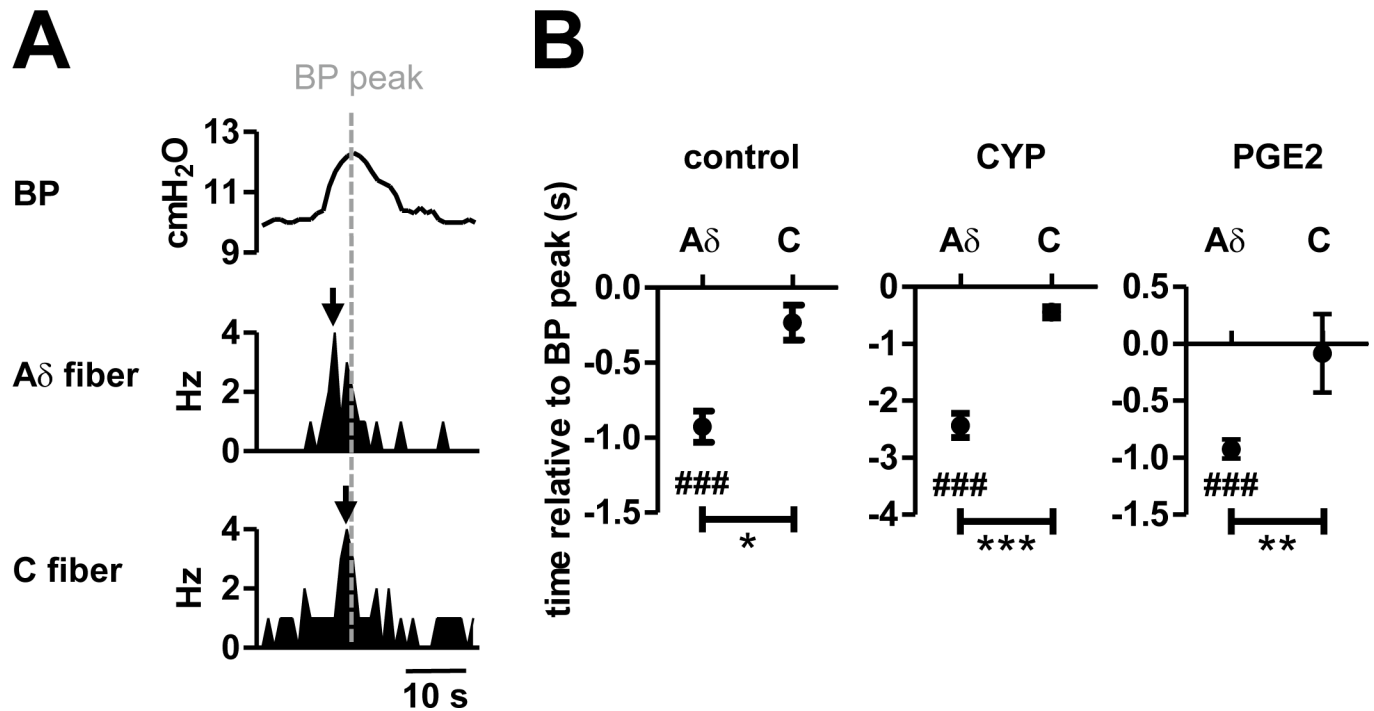 A
BP peak
BP
cmH2O
13
11
9
Aδ fiber
Hz
4
2
0
C fiber
Hz
4
2
0
10 s
B
time relative to BP peak (s)
control
Aδ C
0.0
-0.5
-1.0
-1.5
###
*
CYP
Aδ C
0
-1
-2
-3
-4
###
***
PGE2
Aδ C
0.5
0.0
-0.5
-1.0
-1.5
###
**